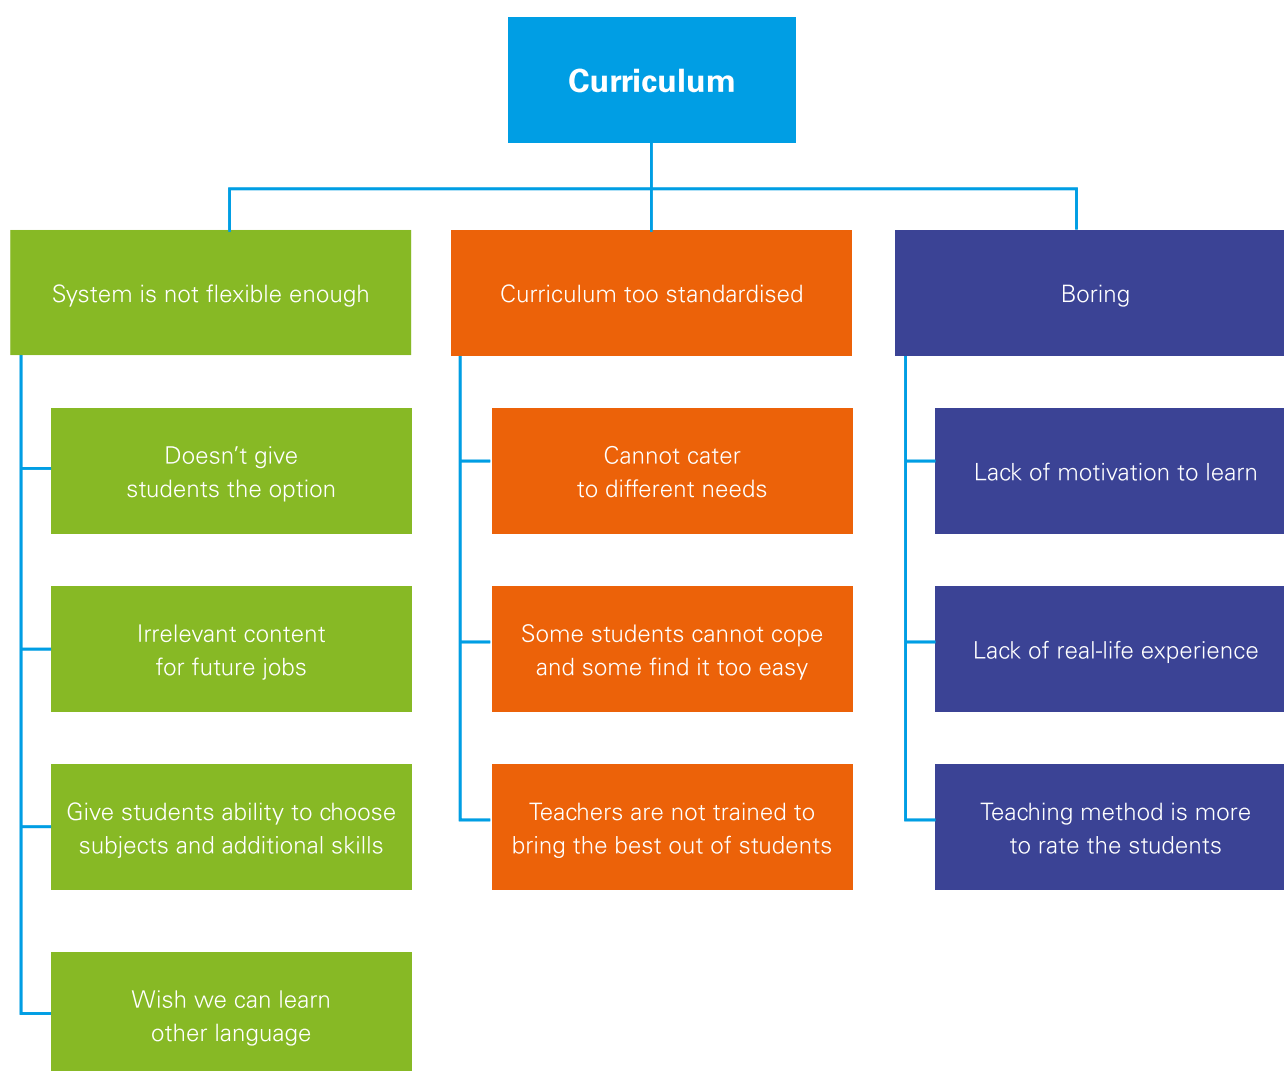 Curriculum
System is not flexible enough
Doesn’t give
students the option
Irrelevant content
for future jobs
Give students ability to choose
subjects and additional skills
Wish we can learn
other language
Curriculum too standardised
Cannot cater
to different needs
Some students cannot cope
and some find it too easy
Teachers are not trained to
bring the best out of students
Boring
Lack of motivation to learn
Lack of real-life experience
Teaching method is more
to rate the students